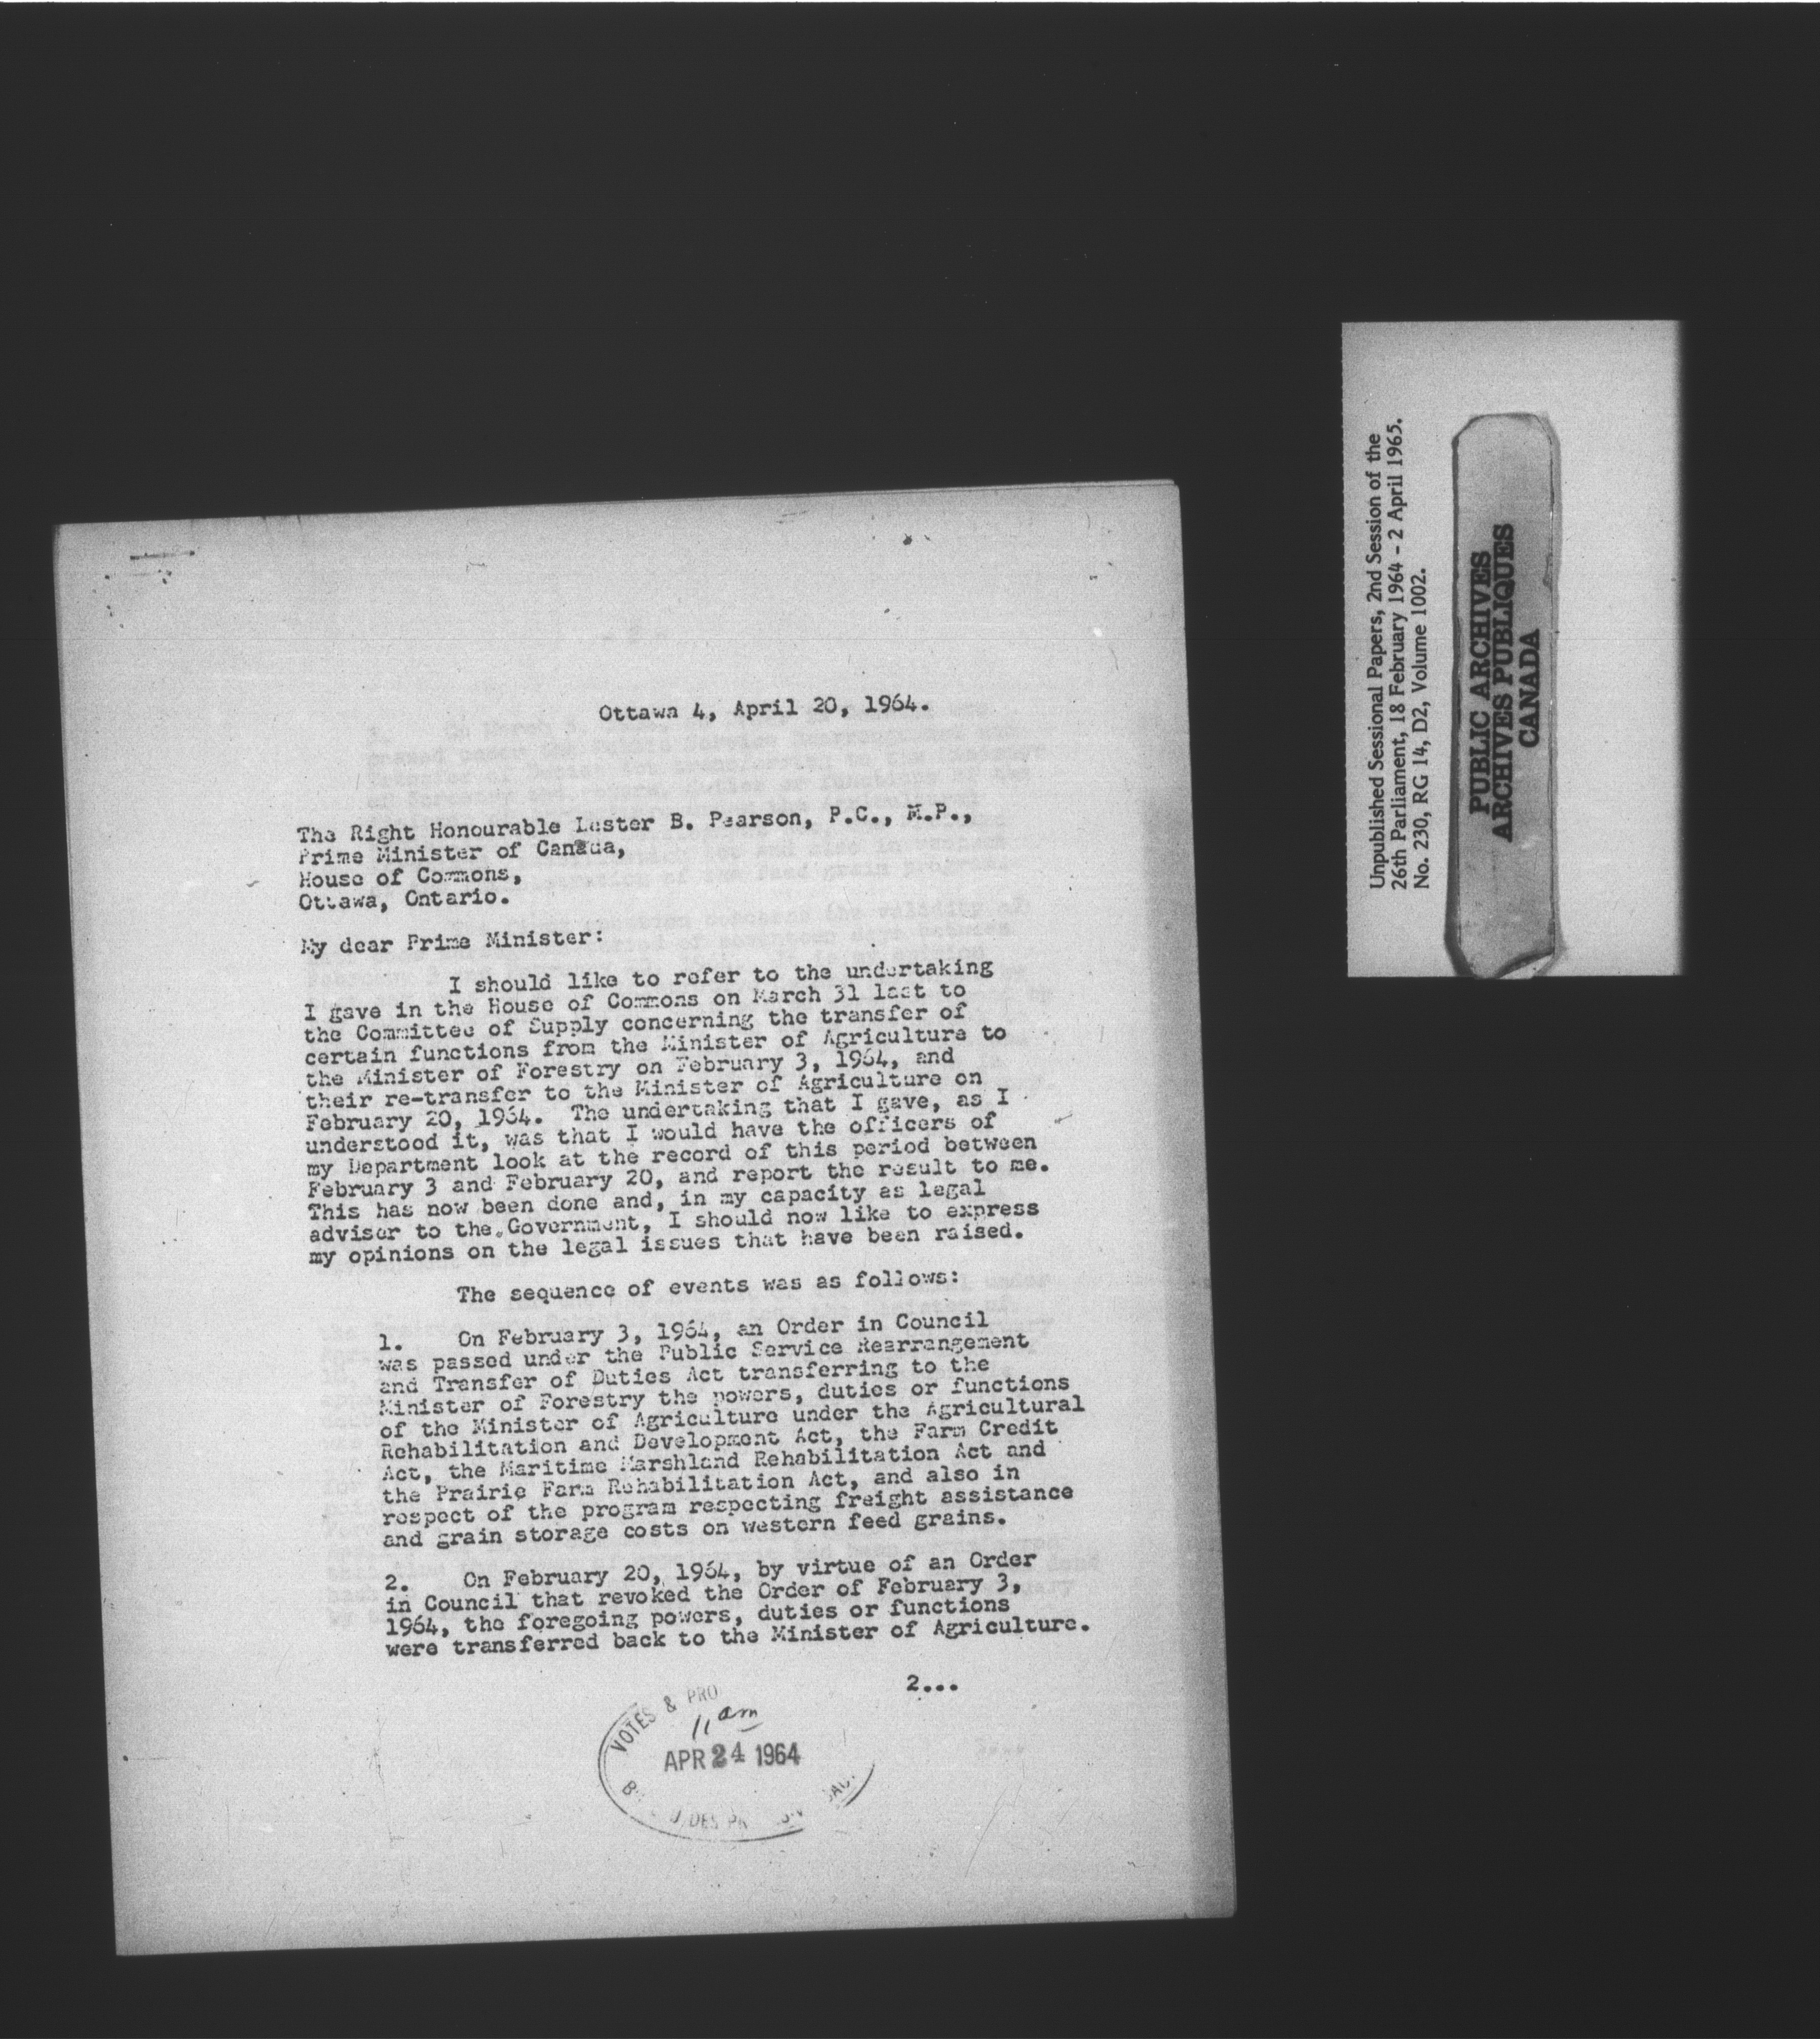 Ottawa 4, April 20, 1964.
The Right Honourable Lester B. Pearson, P.C., M.P.,
Prime Minister of Canada,
House of Commons,
Ottawa, Ontario.
My dear Prime Minister:
I should like to refer to the undertaking
I gave in the House of Commons on March 31 last to
the Committee of Supply concerning the transfer of
certain functions from the Minister of Agriculture to
the Minister of Forestry on February 3, 1964, and
their re-transfer to the Minister of Agriculture on
February 20, 1964. The undertaking that I gave, as I
understood it, was that I would have the officers of
my Department look at the record of this period between
February 3 and February 20, and report the result to me.
This has now been done and, in my capacity as legal
advisor to the Government, I should now like to express
my opinions on the legal issues that have been raised.
The sequence of events was as follows:
1. On February 3, 1964, an Order in Council
was passed under the Public Service Rearrangement
and Transfer of Duties Act transferring to the
Minister of Forestry the powers, duties or functions
of the Minister of Agriculture under the Agricultural
Rehabilitation and Development Act, the Farm Credit
Act, the Maritime Marshland Rehabilitation Act and
the Prairie Farm Rehabilitation Act, and also in
respect of the program respecting freight assistance
and grain storage costs on western feed grains.
2. On February 20, 1964, by virtue of an Order
in Council that revoked the Order of February 3,
1964, the foregoing powers, duties or functions
were transferred back to the Minister of Agriculture.
2...
VOTES & PRO
11 am
APR 24 1964
DES
Unpublished Sessional Papers, 2nd Session of the
26th Parliament, 18 February 1964 - 2 April 1965.
No. 230, RG 14, D2, Volume 1002.
PUBLIC ARCHIVES
ARCHIVES PUBLIQUES
CANADA